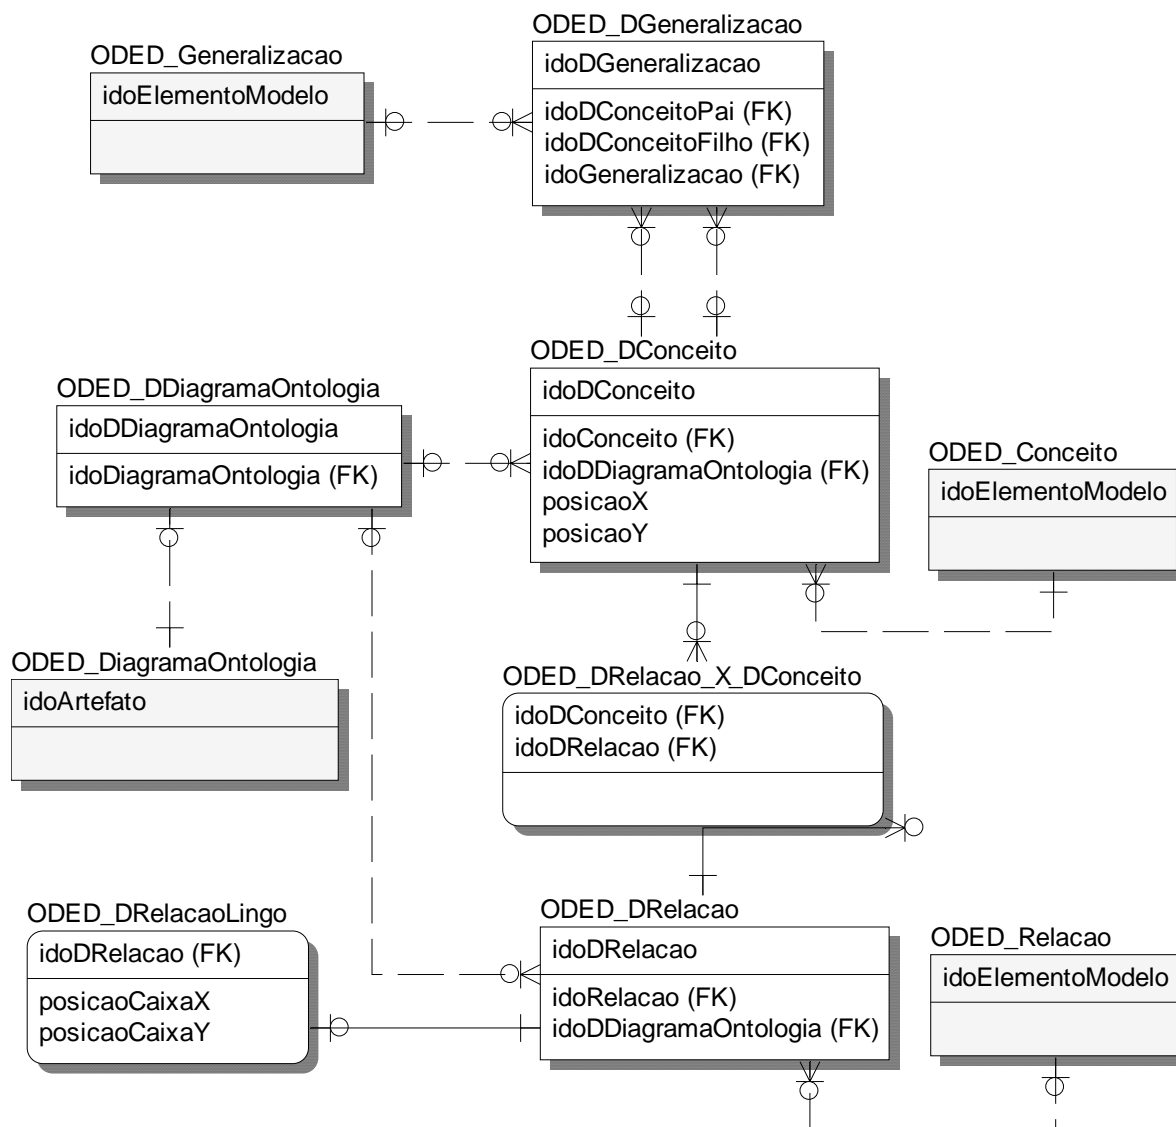 ODED_DGeneralizacao
idoDGeneralizacao
idoDConceitoPai (FK)
idoDConceitoFilho (FK)
idoGeneralizacao (FK)
ODED_Generalizacao
idoElementoModelo
ODED_DConceito
idoDConceito
idoConceito (FK)
idoDDiagramaOntologia (FK)
posicaoX
posicaoY
ODED_DDiagramaOntologia
idoDDiagramaOntologia
idoDiagramaOntologia (FK)
ODED_Conceito
idoElementoModelo
ODED_DiagramaOntologia
idoArtefato
ODED_DRelacao_X_DConceito
idoDConceito (FK)
idoDRelacao (FK)
ODED_DRelacaoLingo
idoDRelacao (FK)
posicaoCaixaX
posicaoCaixaY
ODED_DRelacao
idoDRelacao
idoRelacao (FK)
idoDDiagramaOntologia (FK)
ODED_Relacao
idoElementoModelo